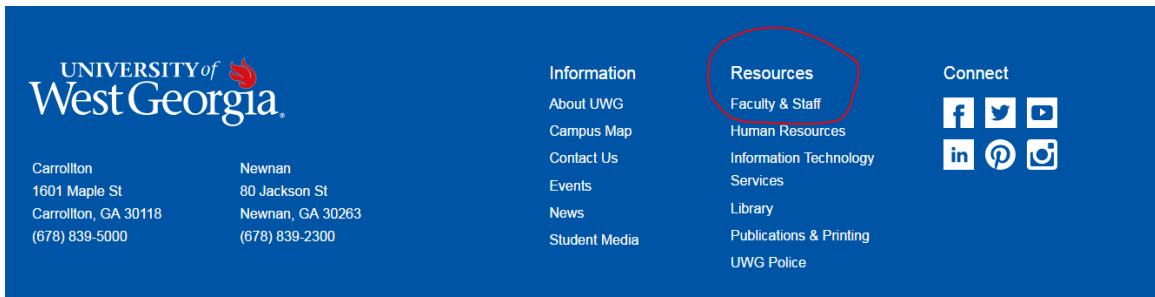 UNIVERSITY of
West Georgia.
Carrollton
1601 Maple St
Carrollton, GA 30118
(678) 839-5000
Newnan
80 Jackson St
Newnan, GA 30263
(678) 839-2300
Information
About UWG
Campus Map
Contact Us
Events
News
Student Media
Resources
Faculty & Staff
Human Resources
Information Technology
Services
Library
Publications & Printing
UWG Police
Connect
f
in